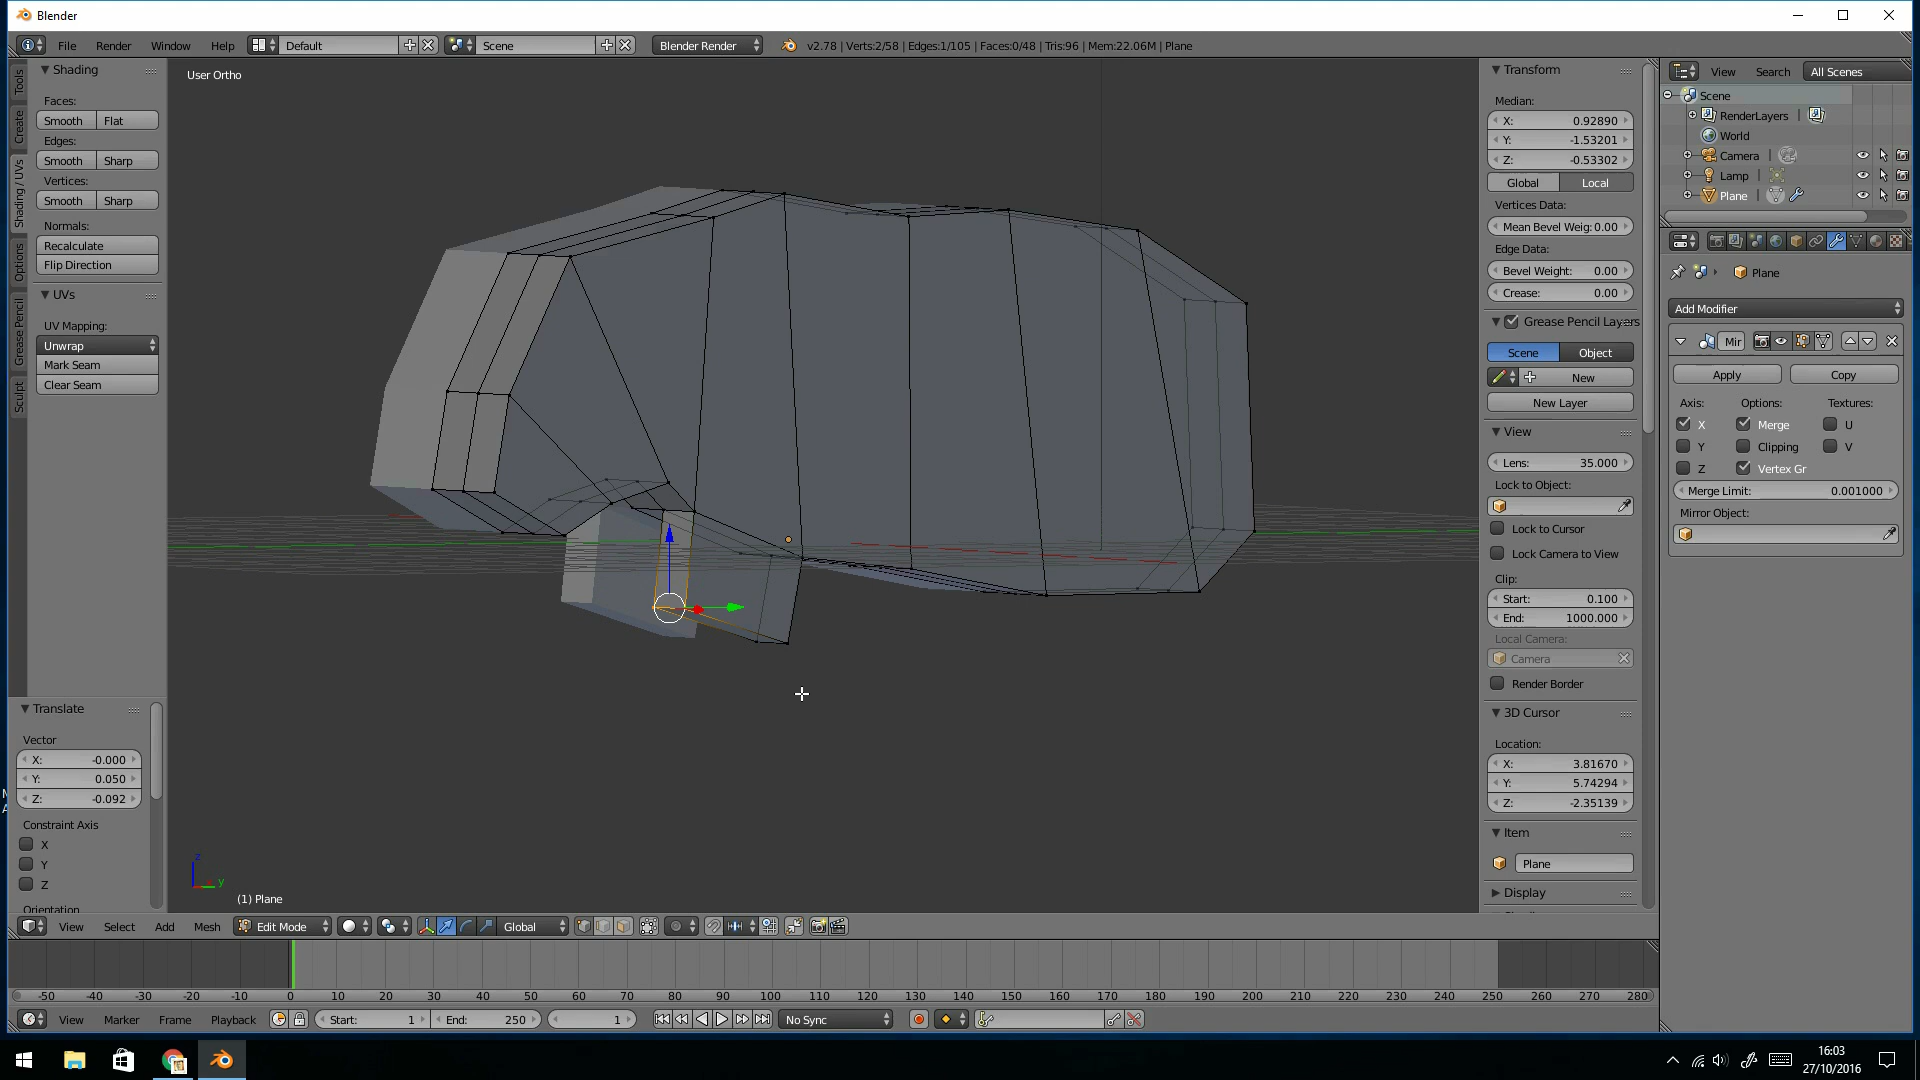 Blender
File Render Window Help Default Scene Blender Render v2.78 | Verts:2/58 | Edges:1/105 | Faces:0/48 | Tris:96 | Mem:22.06M | Plane
Tools
Create
Shading / UVs
Options
Grease Pencil
Sculpt
Shading
Faces:
Smooth Flat
Edges:
Smooth Sharp
Vertices:
Smooth Sharp
Normals:
Recalculate
Flip Direction
UVs
UV Mapping:
Unwrap
Mark Seam
Clear Seam
Translate
Vector
X: -0.000
Y: 0.050
Z: -0.092
Constraint Axis
X
Y
Z
Orientation
User Ortho
z
y
(1) Plane
Transform
Median:
X: 0.92890
Y: -1.53201
Z: -0.53302
Global Local
Vertices Data:
Mean Bevel Weig: 0.00
Edge Data:
Bevel Weight: 0.00
Crease: 0.00
Grease Pencil Layers
Scene Object
New
New Layer
View
Lens: 35.000
Lock to Object:
Lock to Cursor
Lock Camera to View
Clip:
Start: 0.100
End: 1000.000
Local Camera:
Camera
Render Border
3D Cursor
Location:
X: 3.81670
Y: 5.74294
Z: -2.35139
Item
Plane
Display
View Search All Scenes
Scene
RenderLayers
World
Camera
Lamp
Plane
Plane
Add Modifier
Mir
Apply Copy
Axis: Options: Textures:
X Merge U
Y Clipping V
Z Vertex Gr
Merge Limit: 0.001000
Mirror Object:
View Select Add Mesh Edit Mode Global
-50 -40 -30 -20 -10 0 10 20 30 40 50 60 70 80 90 100 110 120 130 140 150 160 170 180 190 200 210 220 230 240 250 260 270 280
View Marker Frame Playback Start: 1 End: 250 1 No Sync
16:03
27/10/2016